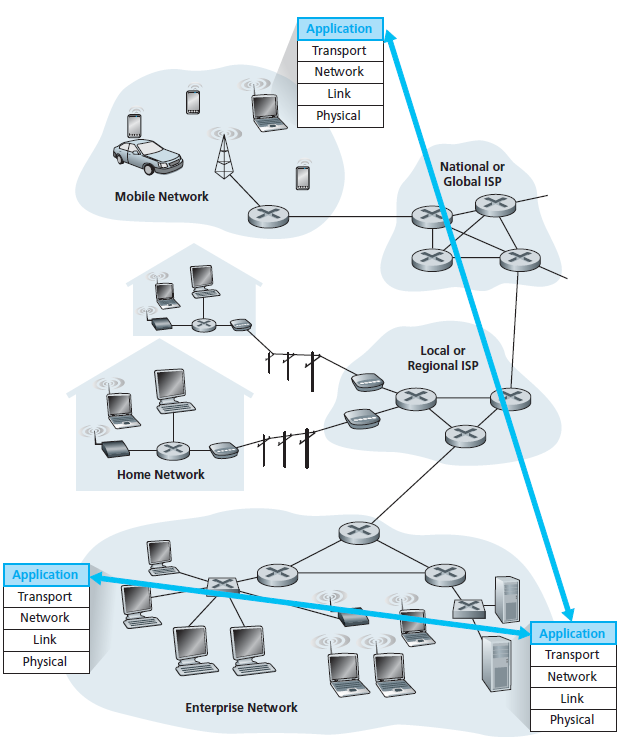 Application
Transport
Network
Link
Physical
National or
Global ISP
Mobile Network
Local or
Regional ISP
Home Network
Application
Transport
Network
Link
Physical
Application
Transport
Network
Link
Physical
Enterprise Network